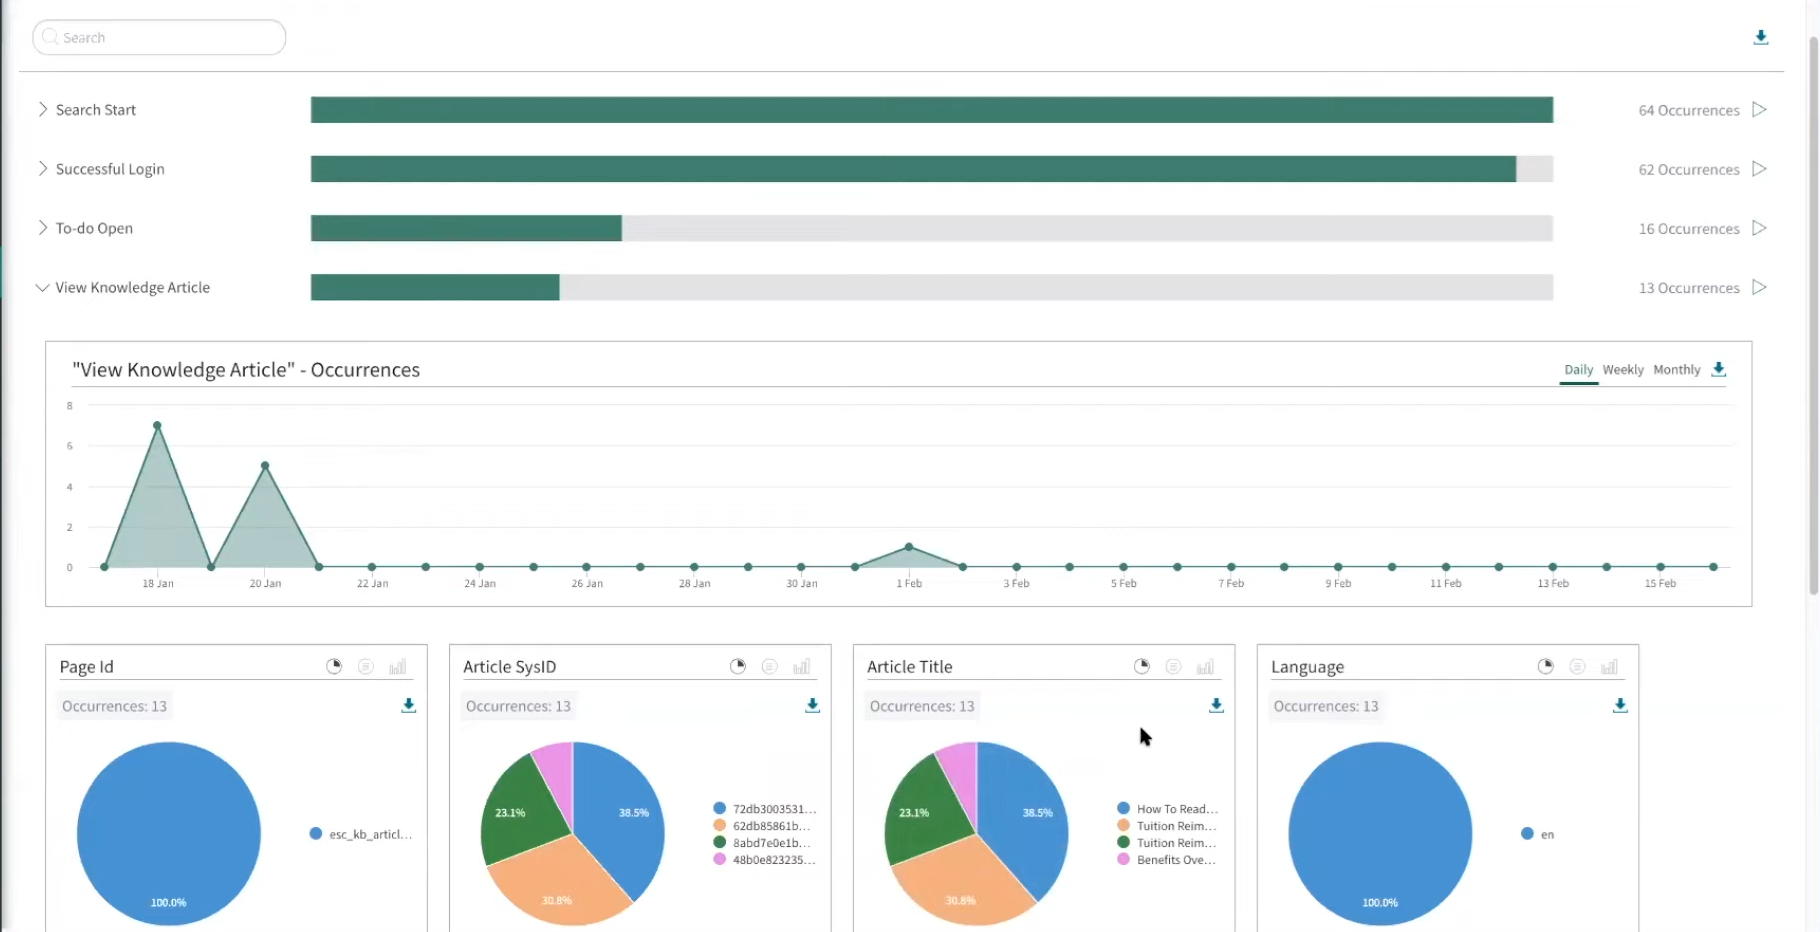 Search
Search Start
64 Occurrences
Successful Login
62 Occurrences
To-do Open
16 Occurrences
View Knowledge Article
13 Occurrences
"View Knowledge Article" - Occurrences
Daily Weekly Monthly
8
6
4
2
0
18 Jan 20 Jan 22 Jan 24 Jan 26 Jan 28 Jan 30 Jan 1 Feb 3 Feb 5 Feb 7 Feb 9 Feb 11 Feb 13 Feb 15 Feb
Page Id
Occurrences: 13
esc_kb_articl...
100.0%
Article SysID
Occurrences: 13
23.1%
38.5%
30.8%
72db3003531...
62db85861b...
8abd7e0e1b...
48b0e823235...
Article Title
Occurrences: 13
23.1%
38.5%
30.8%
How To Read...
Tuition Reim...
Tuition Reim...
Benefits Ove...
Language
Occurrences: 13
en
100.0%